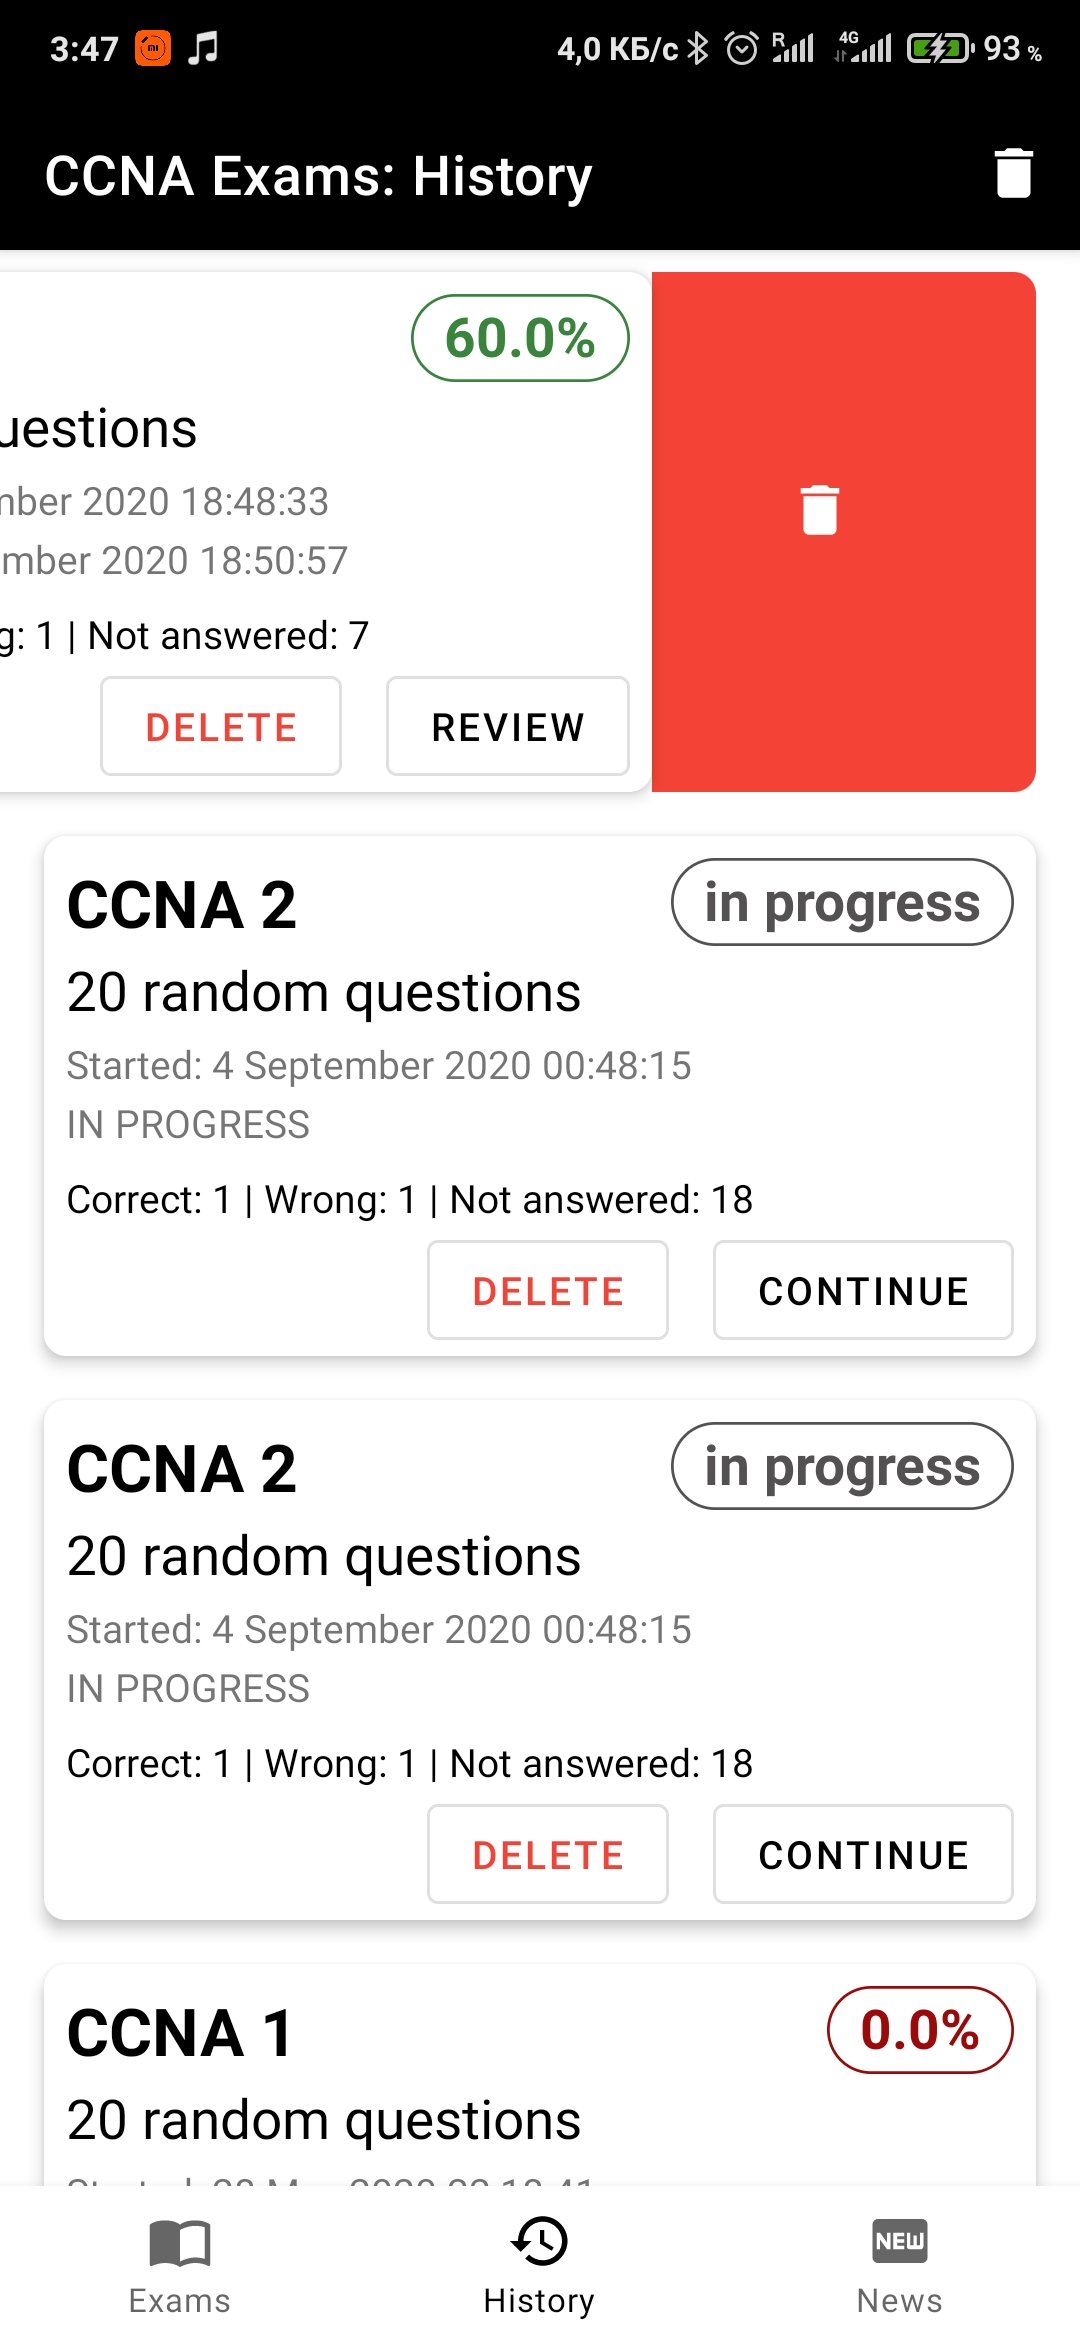 3:47 4,0 КБ/с R 4G 93 %
CCNA Exams: History
60.0%
uestions
mber 2020 18:48:33
mber 2020 18:50:57
g: 1 | Not answered: 7
DELETE REVIEW
CCNA 2 in progress
20 random questions
Started: 4 September 2020 00:48:15
IN PROGRESS
Correct: 1 | Wrong: 1 | Not answered: 18
DELETE CONTINUE
CCNA 2 in progress
20 random questions
Started: 4 September 2020 00:48:15
IN PROGRESS
Correct: 1 | Wrong: 1 | Not answered: 18
DELETE CONTINUE
CCNA 1 0.0%
20 random questions
NEW
Exams History News